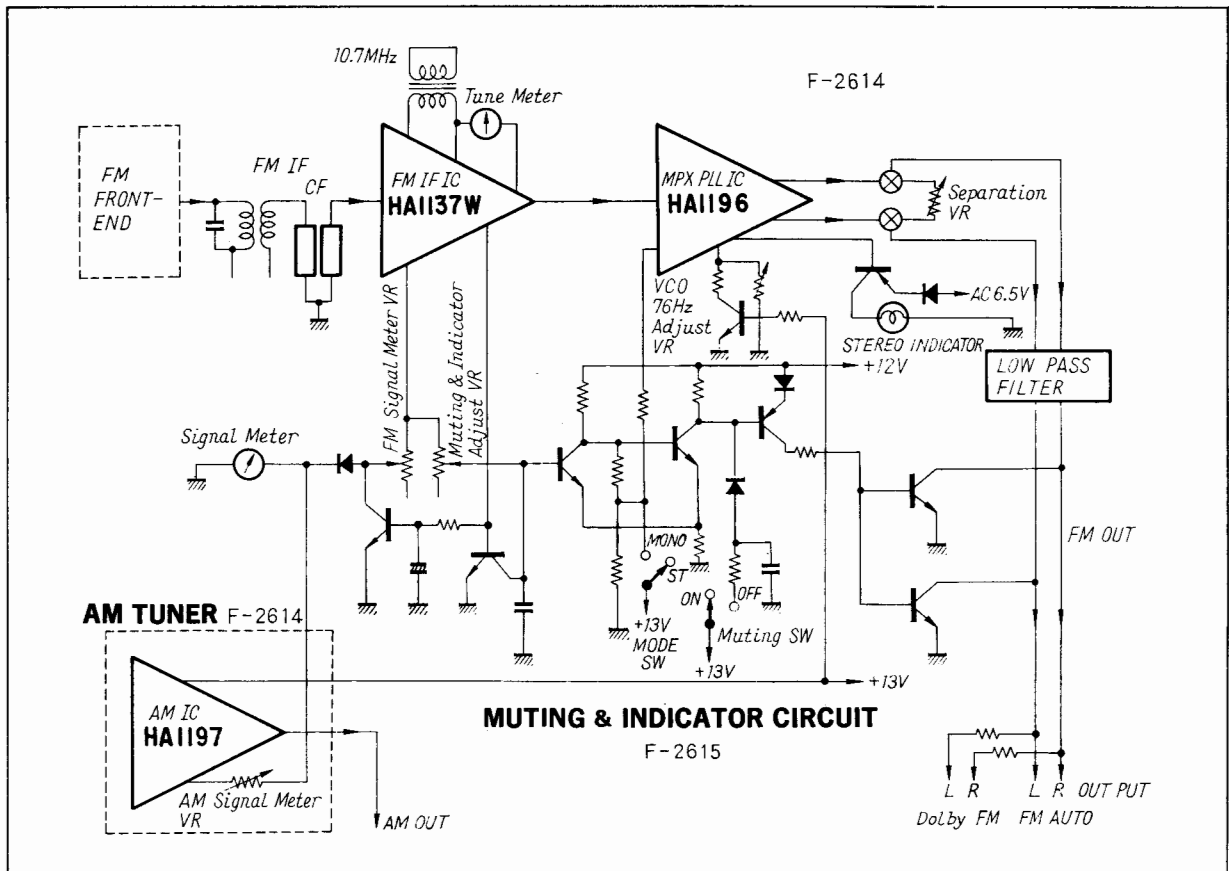 10.7MHz
F-2614
Tune Meter
FM
FRONT-
END
FM IF
CF
FM IF IC
HA1137W
MPX PLL IC
HA1196
Separation
VR
FM Signal Meter VR
Muting & Indicator
Adjust VR
VCO
76Hz
Adjust
VR
AC 6.5V
STEREO INDICATOR
+12V
LOW PASS
FILTER
Signal Meter
MONO
ST
+13V
MODE
SW
ON
OFF
Muting SW
+13V
FM OUT
AM TUNER F-2614
AM IC
HA1197
AM Signal Meter
VR
AM OUT
+13V
MUTING & INDICATOR CIRCUIT
F-2615
L R L R OUT PUT
Dolby FM FM AUTO